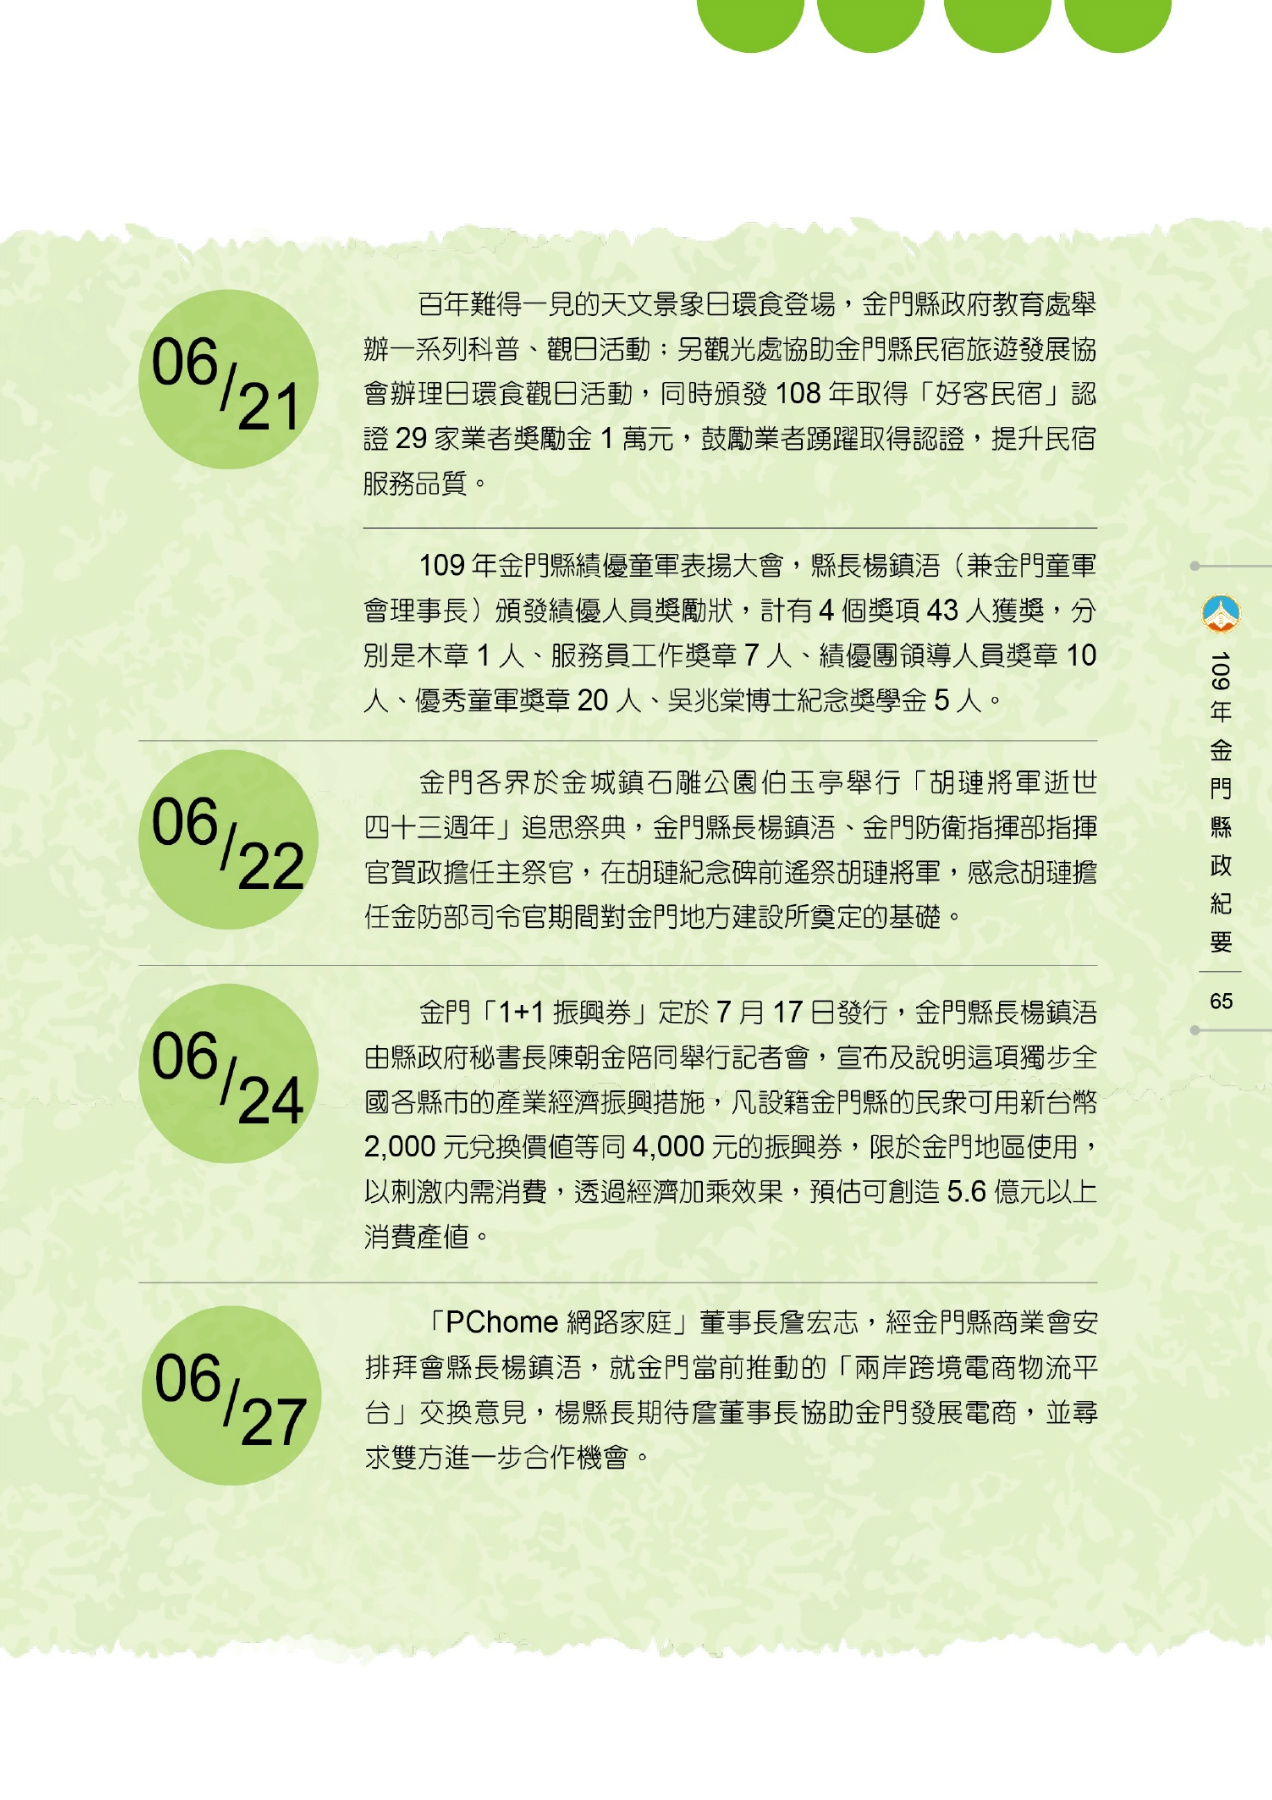 06/21
百年難得一見的天文景象日環食登場，金門縣政府教育處舉
辦一系列科普、觀日活動；另觀光處協助金門縣民宿旅遊發展協
會辦理日環食觀日活動，同時頒發 108 年取得「好客民宿」認
證 29 家業者獎勵金 1 萬元，鼓勵業者踴躍取得認證，提升民宿
服務品質。
109 年金門縣績優童軍表揚大會，縣長楊鎮浯（兼金門童軍
會理事長）頒發績優人員獎勵狀，計有 4 個獎項 43 人獲獎，分
別是木章 1 人、服務員工作獎章 7 人、績優團領導人員獎章 10
人、優秀童軍獎章 20 人、吳兆棠博士紀念獎學金 5 人。
06/22
金門各界於金城鎮石雕公園伯玉亭舉行「胡璉將軍逝世
四十三週年」追思祭典，金門縣長楊鎮浯、金門防衛指揮部指揮
官賀政擔任主祭官，在胡璉紀念碑前遙祭胡璉將軍，感念胡璉擔
任金防部司令官期間對金門地方建設所奠定的基礎。
06/24
金門「1+1 振興券」定於 7 月 17 日發行，金門縣長楊鎮浯
由縣政府秘書長陳朝金陪同舉行記者會，宣布及說明這項獨步全
國各縣市的產業經濟振興措施，凡設籍金門縣的民眾可用新台幣
2,000 元兌換價值等同 4,000 元的振興券，限於金門地區使用，
以刺激內需消費，透過經濟加乘效果，預估可創造 5.6 億元以上
消費產值。
06/27
「PChome 網路家庭」董事長詹宏志，經金門縣商業會安
排拜會縣長楊鎮浯，就金門當前推動的「兩岸跨境電商物流平
台」交換意見，楊縣長期待詹董事長協助金門發展電商，並尋
求雙方進一步合作機會。
109年金門縣政紀要
65